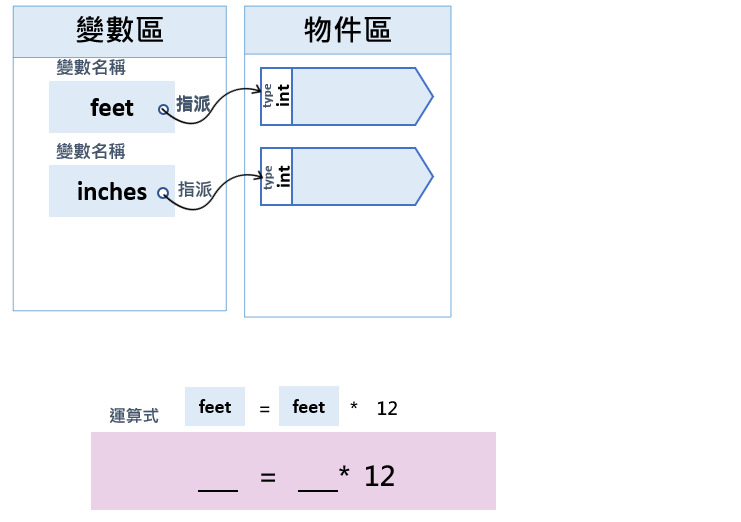 變數區
物件區
變數名稱
feet
指派
type
int
變數名稱
inches
指派
type
int
運算式
feet = feet * 12
___ = ___* 12